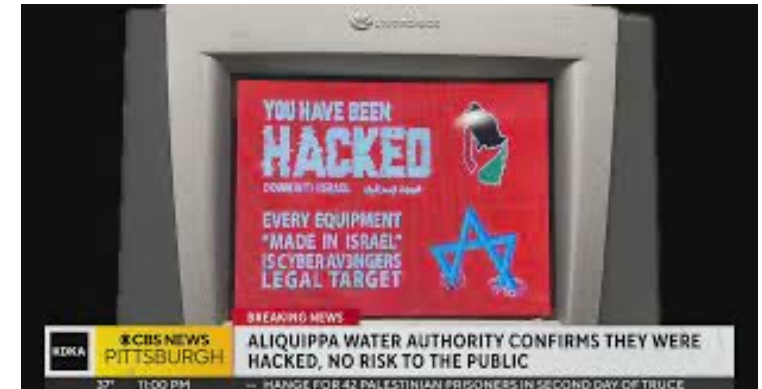 YOU HAVE BEEN
HACKED
DOWN WITH ISRAEL
EVERY EQUIPMENT
"MADE IN ISRAEL"
IS CYBER AV3NGERS
LEGAL TARGET
BREAKING NEWS
KDKA
CBS NEWS
PITTSBURGH
ALIQUIPPA WATER AUTHORITY CONFIRMS THEY WERE
HACKED, NO RISK TO THE PUBLIC
37° 11:00 PM
HANGE FOR 42 PALESTINIAN PRISONERS IN SECOND DAY OF TRUCE